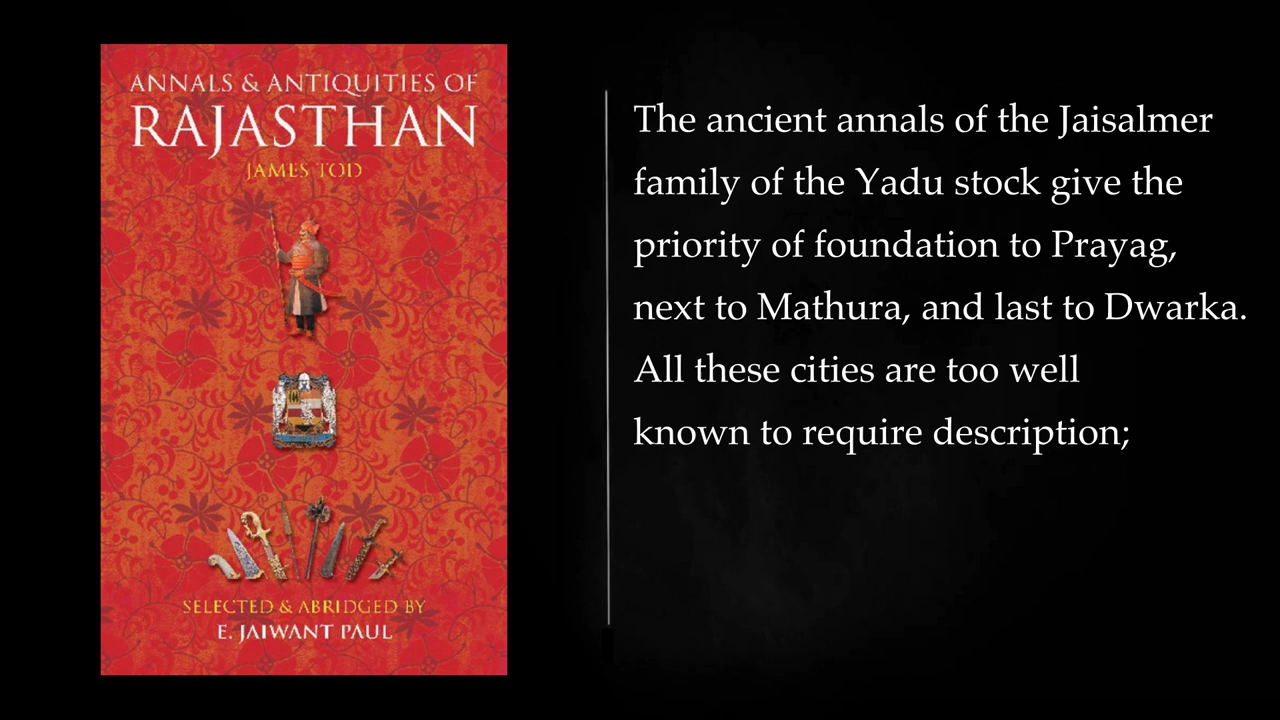 ANNALS & ANTIQUITIES OF
RAJASTHAN
JAMES TOD
SELECTED & ABRIDGED BY
E. JAIWANT PAUL
The ancient annals of the Jaisalmer
family of the Yadu stock give the
priority of foundation to Prayag,
next to Mathura, and last to Dwarka.
All these cities are too well
known to require description;